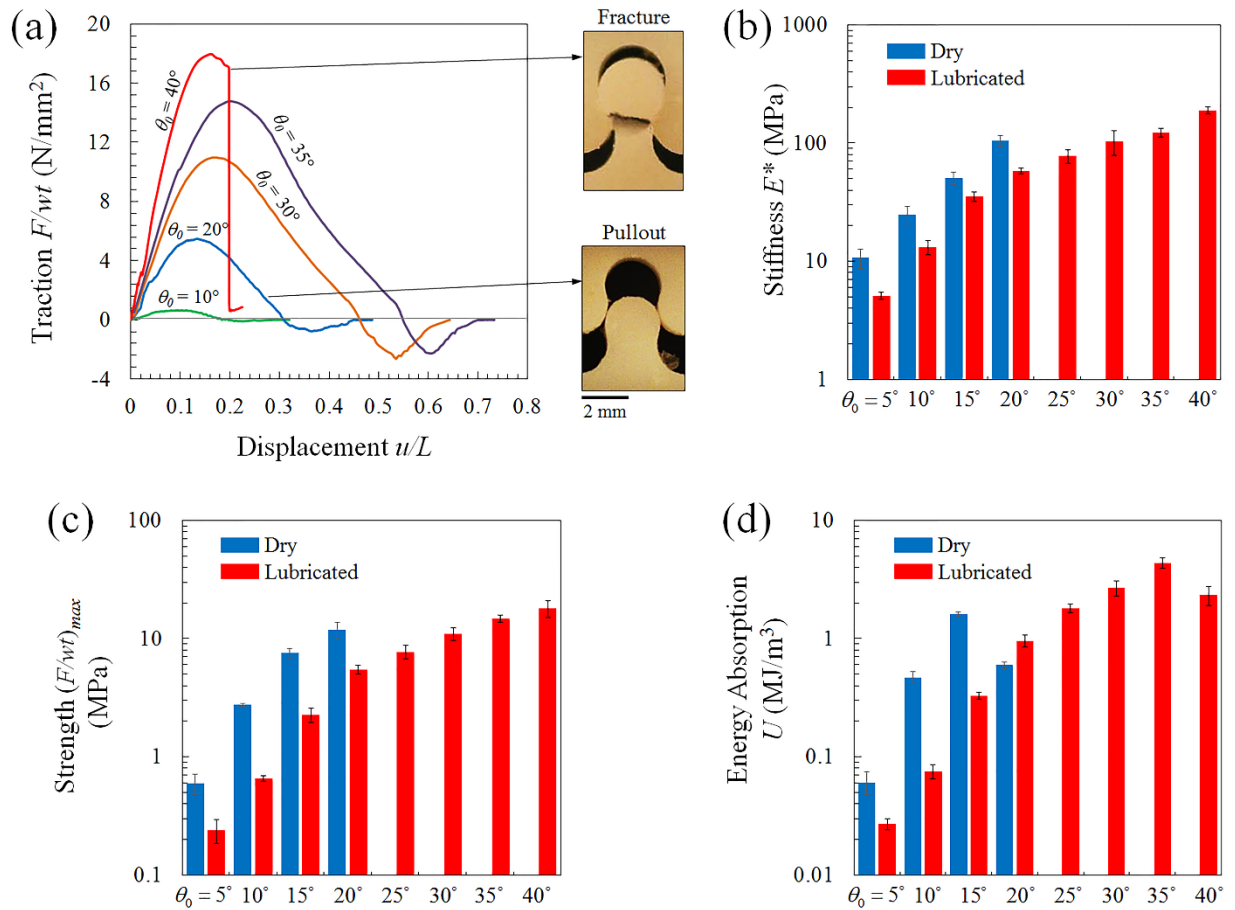 (a)
Traction F/wt (N/mm²)
20
16
12
8
4
0
-4
0 0.1 0.2 0.3 0.4 0.5 0.6 0.7 0.8
Displacement u/L
θ₀ = 40°
θ₀ = 35°
θ₀ = 30°
θ₀ = 20°
θ₀ = 10°
Fracture
Pullout
2 mm
(b)
Stiffness E* (MPa)
1000
100
10
1
Dry
Lubricated
θ₀ = 5° 10° 15° 20° 25° 30° 35° 40°
(c)
Strength (F/wt)max
(MPa)
100
10
1
0.1
Dry
Lubricated
θ₀ = 5° 10° 15° 20° 25° 30° 35° 40°
(d)
Energy Absorption
U (MJ/m³)
10
1
0.1
0.01
Dry
Lubricated
θ₀ = 5° 10° 15° 20° 25° 30° 35° 40°